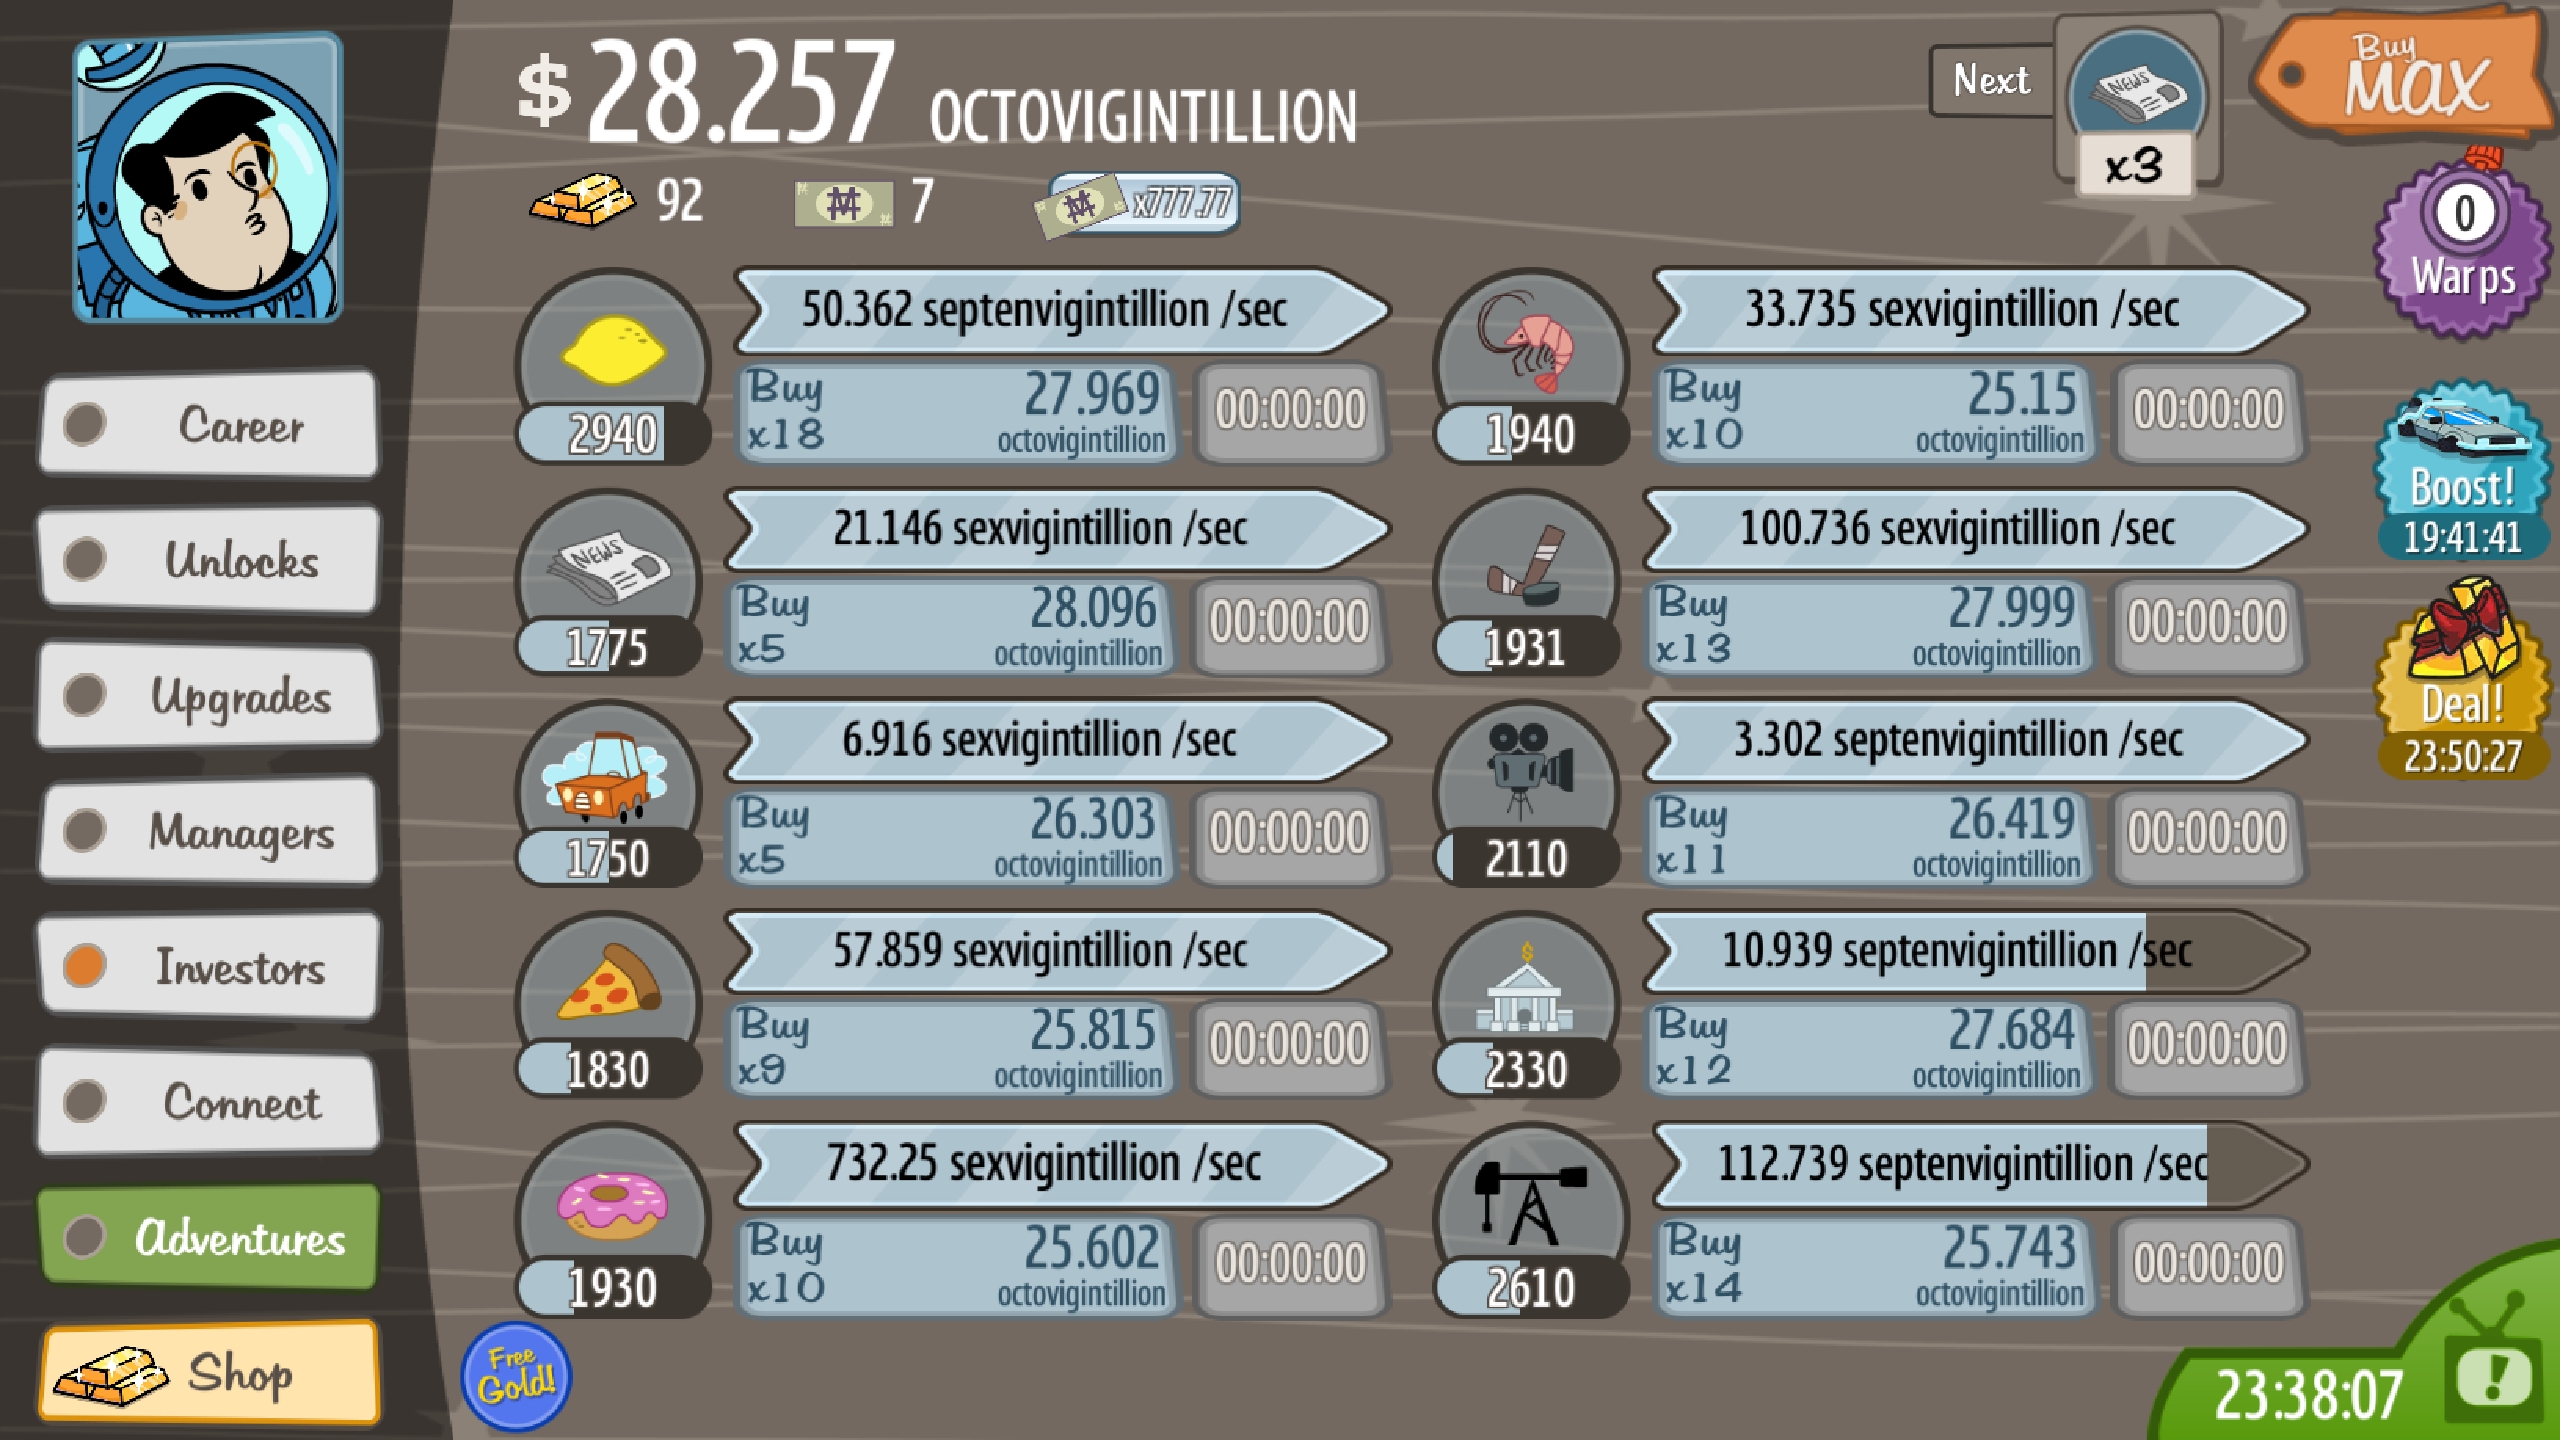 $28.257 OCTOVIGINTILLION
92
7
x777.77
Next
x3
Buy
MAX
0
Warps
Boost!
19:41:41
Deal!
23:50:27
Career
Unlocks
Upgrades
Managers
Investors
Connect
Adventures
Shop
50.362 septenvigintillion /sec
2940
Buy
x18
27.969
octovigintillion
00:00:00
NEWS
21.146 sexvigintillion /sec
1775
Buy
x5
28.096
octovigintillion
00:00:00
6.916 sexvigintillion /sec
1750
Buy
x5
26.303
octovigintillion
00:00:00
57.859 sexvigintillion /sec
1830
Buy
x9
25.815
octovigintillion
00:00:00
732.25 sexvigintillion /sec
1930
Buy
x10
25.602
octovigintillion
00:00:00
33.735 sexvigintillion /sec
1940
Buy
x10
25.15
octovigintillion
00:00:00
100.736 sexvigintillion /sec
1931
Buy
x13
27.999
octovigintillion
00:00:00
3.302 septenvigintillion /sec
2110
Buy
x11
26.419
octovigintillion
00:00:00
10.939 septenvigintillion /sec
$
2330
Buy
x12
27.684
octovigintillion
00:00:00
112.739 septenvigintillion /sec
2610
Buy
x14
25.743
octovigintillion
00:00:00
Free
Gold!
23:38:07
!
NEWS